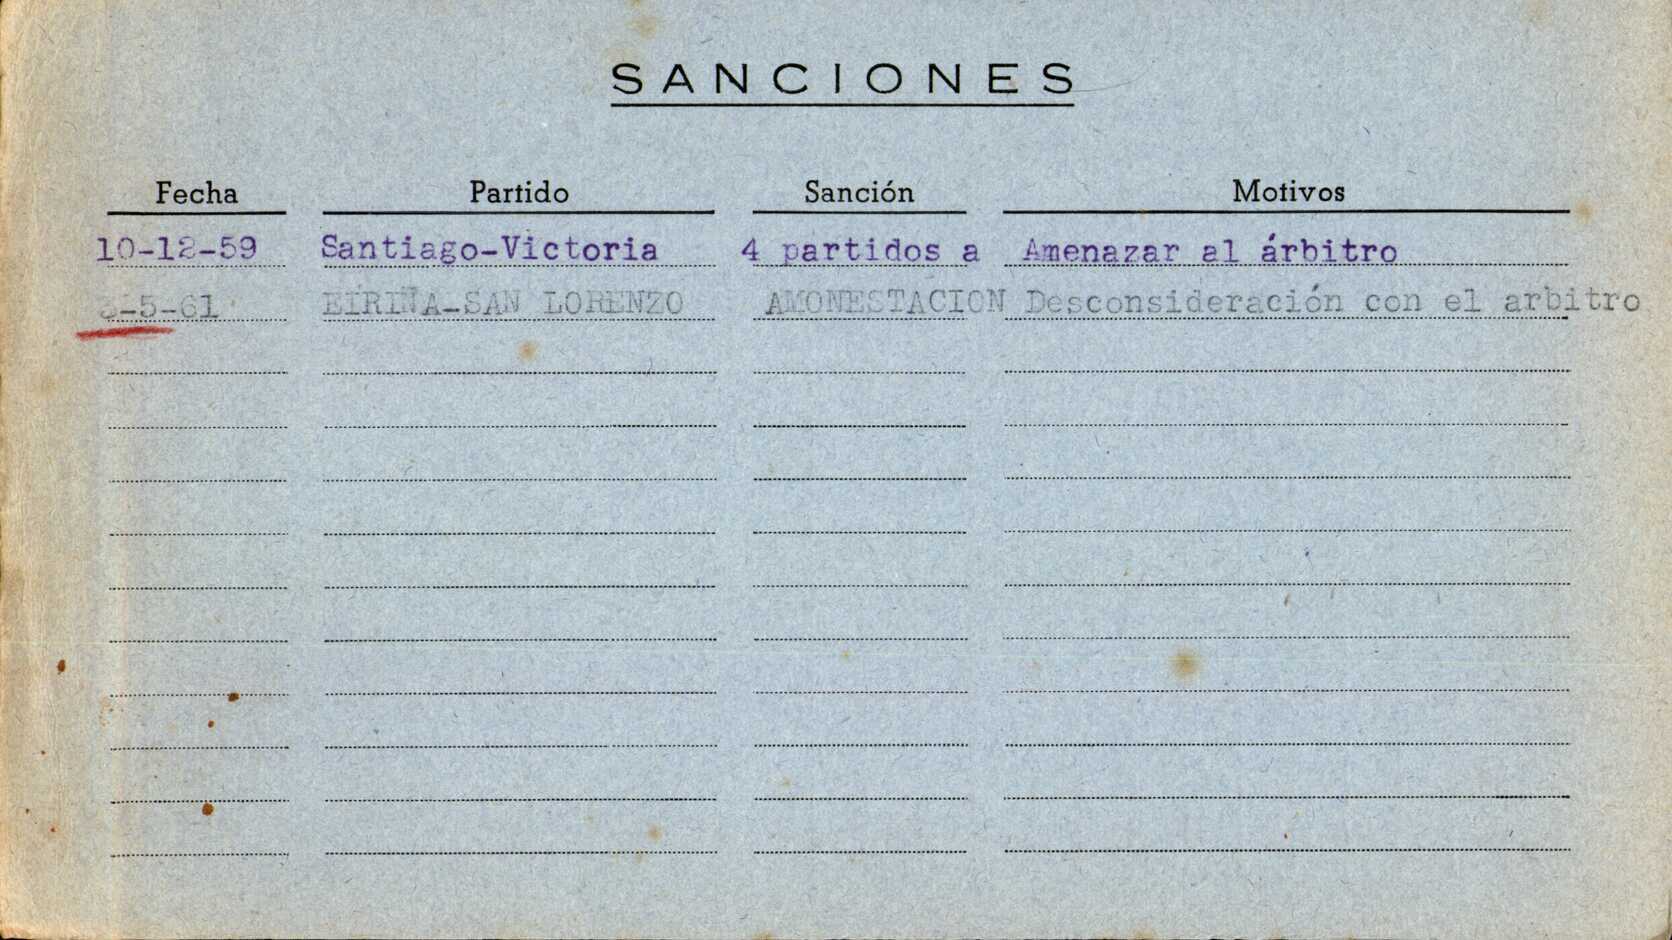 SANCIONES
Fecha Partido Sanción Motivos
10-12-59 Santiago-Victoria 4 partidos a Amenazar al árbitro
3-5-61 EIRIÑA-SAN LORENZO AMONESTACION Desconsideración con el arbitro